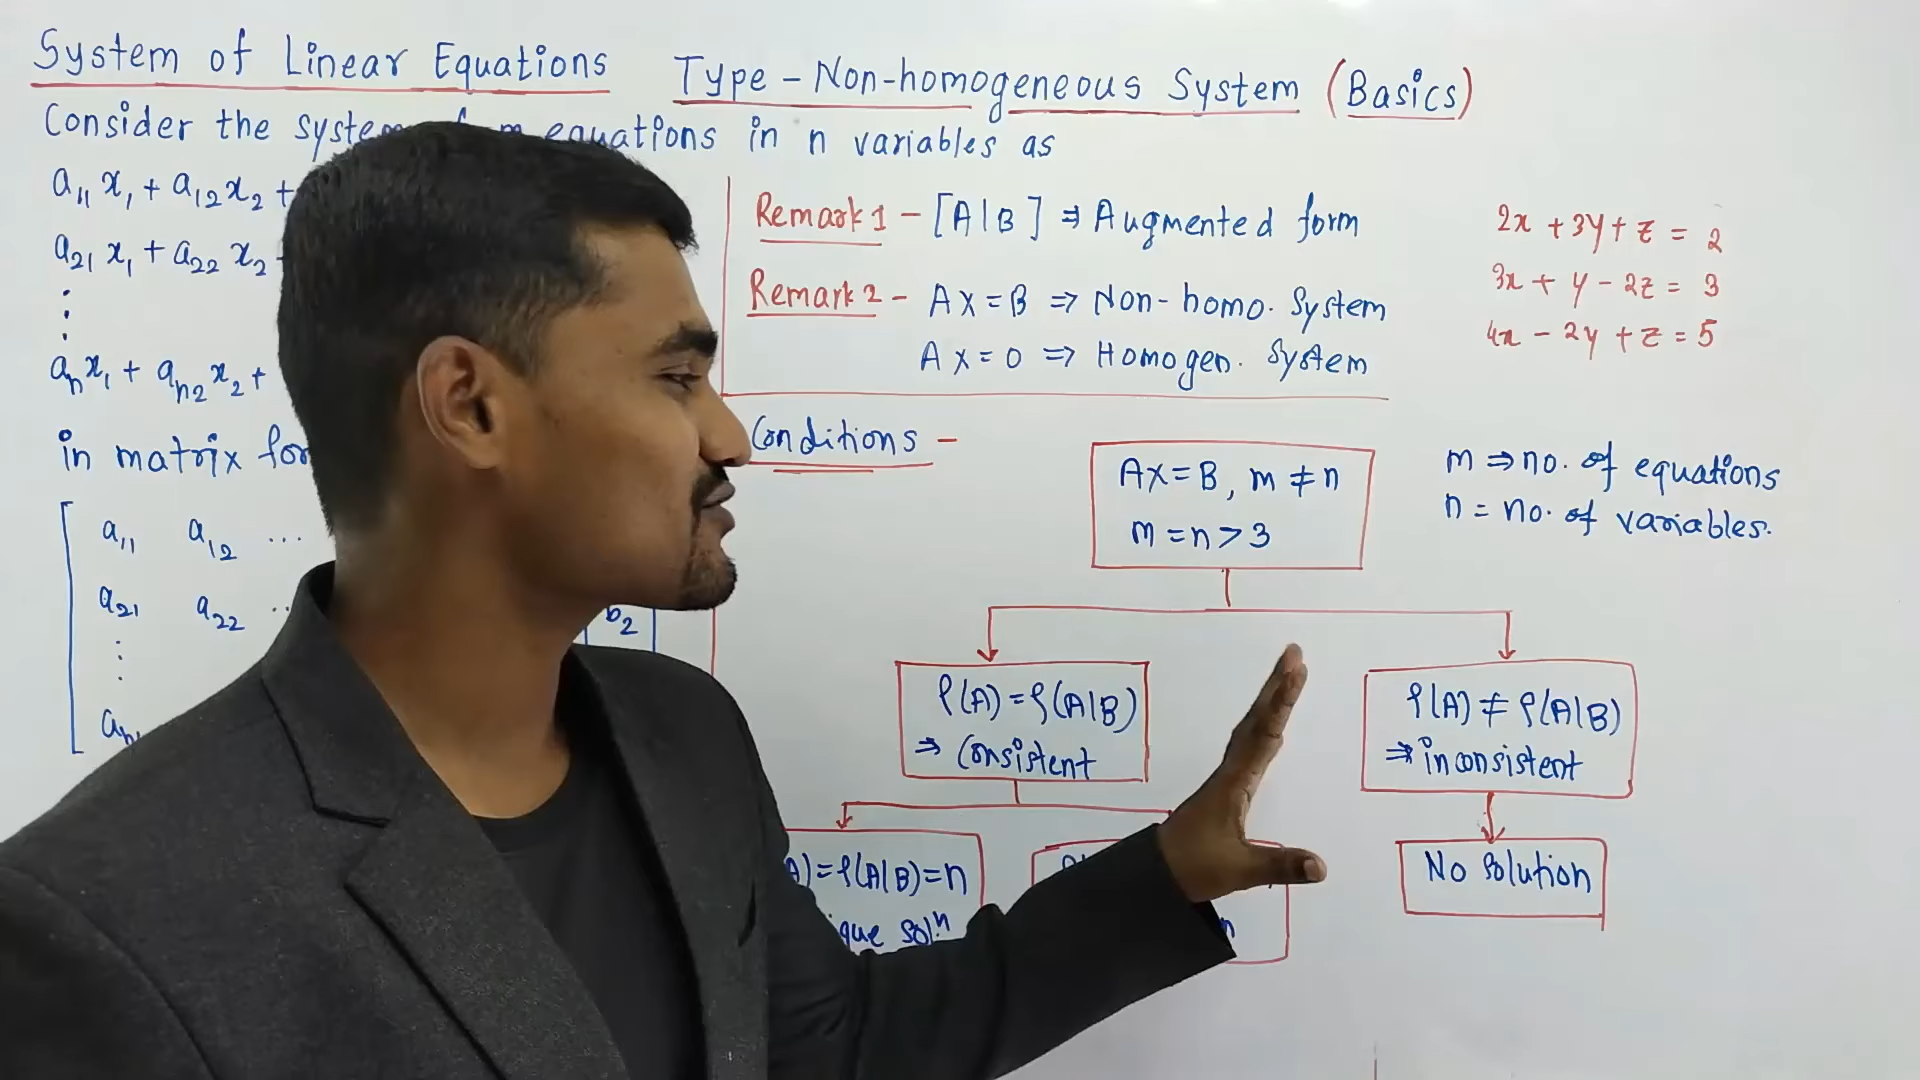 System of Linear Equations
Type - Non-homogeneous System (Basics)
Consider the equations in n variables as
a₁₁ x₁ + a₁₂ x₂ +
a₂₁ x₁ + a₂₂ x₂
⋮
aₙ x₁ + aₙ₂ x₂ +
in matrix
a₁₁ a₁₂ ...
a₂₁ a₂₂ ..
⋮
b₂
Remark 1 - [A|B] ⇒ Augmented form
Remark 2 - AX = B ⇒ Non-homo. System
AX = 0 ⇒ Homogen. System
2x + 3y + z = 2
3x + y - 2z = 3
4x - 2y + z = 5
Conditions -
AX = B, m ≠ n
m = n > 3
m ⇒ no. of equations
n = no. of variables.
ρ(A) = ρ(A|B)
⇒ Consistent
ρ(A) ≠ ρ(A|B)
⇒ inconsistent
A) = ρ(A|B) = n
solⁿ
No Solution